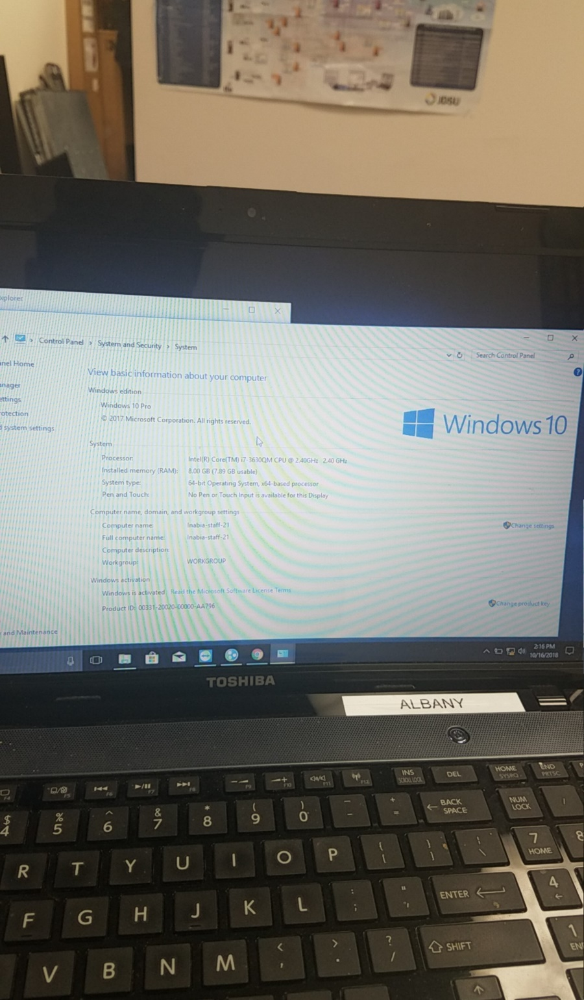 JDSU
xplorer
Control Panel > System and Security > System
Search Control Panel
nel Home
nager
ettings
otection
d system settings
View basic information about your computer
Windows edition
Windows 10 Pro
© 2017 Microsoft Corporation. All rights reserved.
Windows 10
System
Processor: Intel(R) Core(TM) i7-3630QM CPU @ 2.40GHz 2.40 GHz
Installed memory (RAM): 8.00 GB (7.89 GB usable)
System type: 64-bit Operating System, x64-based processor
Pen and Touch: No Pen or Touch Input is available for this Display
Computer name, domain, and workgroup settings
Computer name: Inabia-staff-21
Change settings
Full computer name: Inabia-staff-21
Computer description:
Workgroup: WORKGROUP
Windows activation
Windows is activated Read the Microsoft Software License Terms
Product ID: 00331-20020-00000-AA796
Change product key
and Maintenance
2:16 PM
10/16/2018
TOSHIBA
ALBANY
F4 F5 F6 F7 F8 F9 F10 F11 F12 INS SCROLL LOCK DEL HOME SYSRQ END PRTSC P
$ 4 % 5 ^ 6 & 7 * 8 ( 9 ) 0 _ - + = ← BACK SPACE NUM LOCK /
R T Y U I O P { [ } ] | \ 7 HOME 8
F G H J K L : ; " ' ENTER 4 ←
V B N M < , > . ? / SHIFT 1 EN